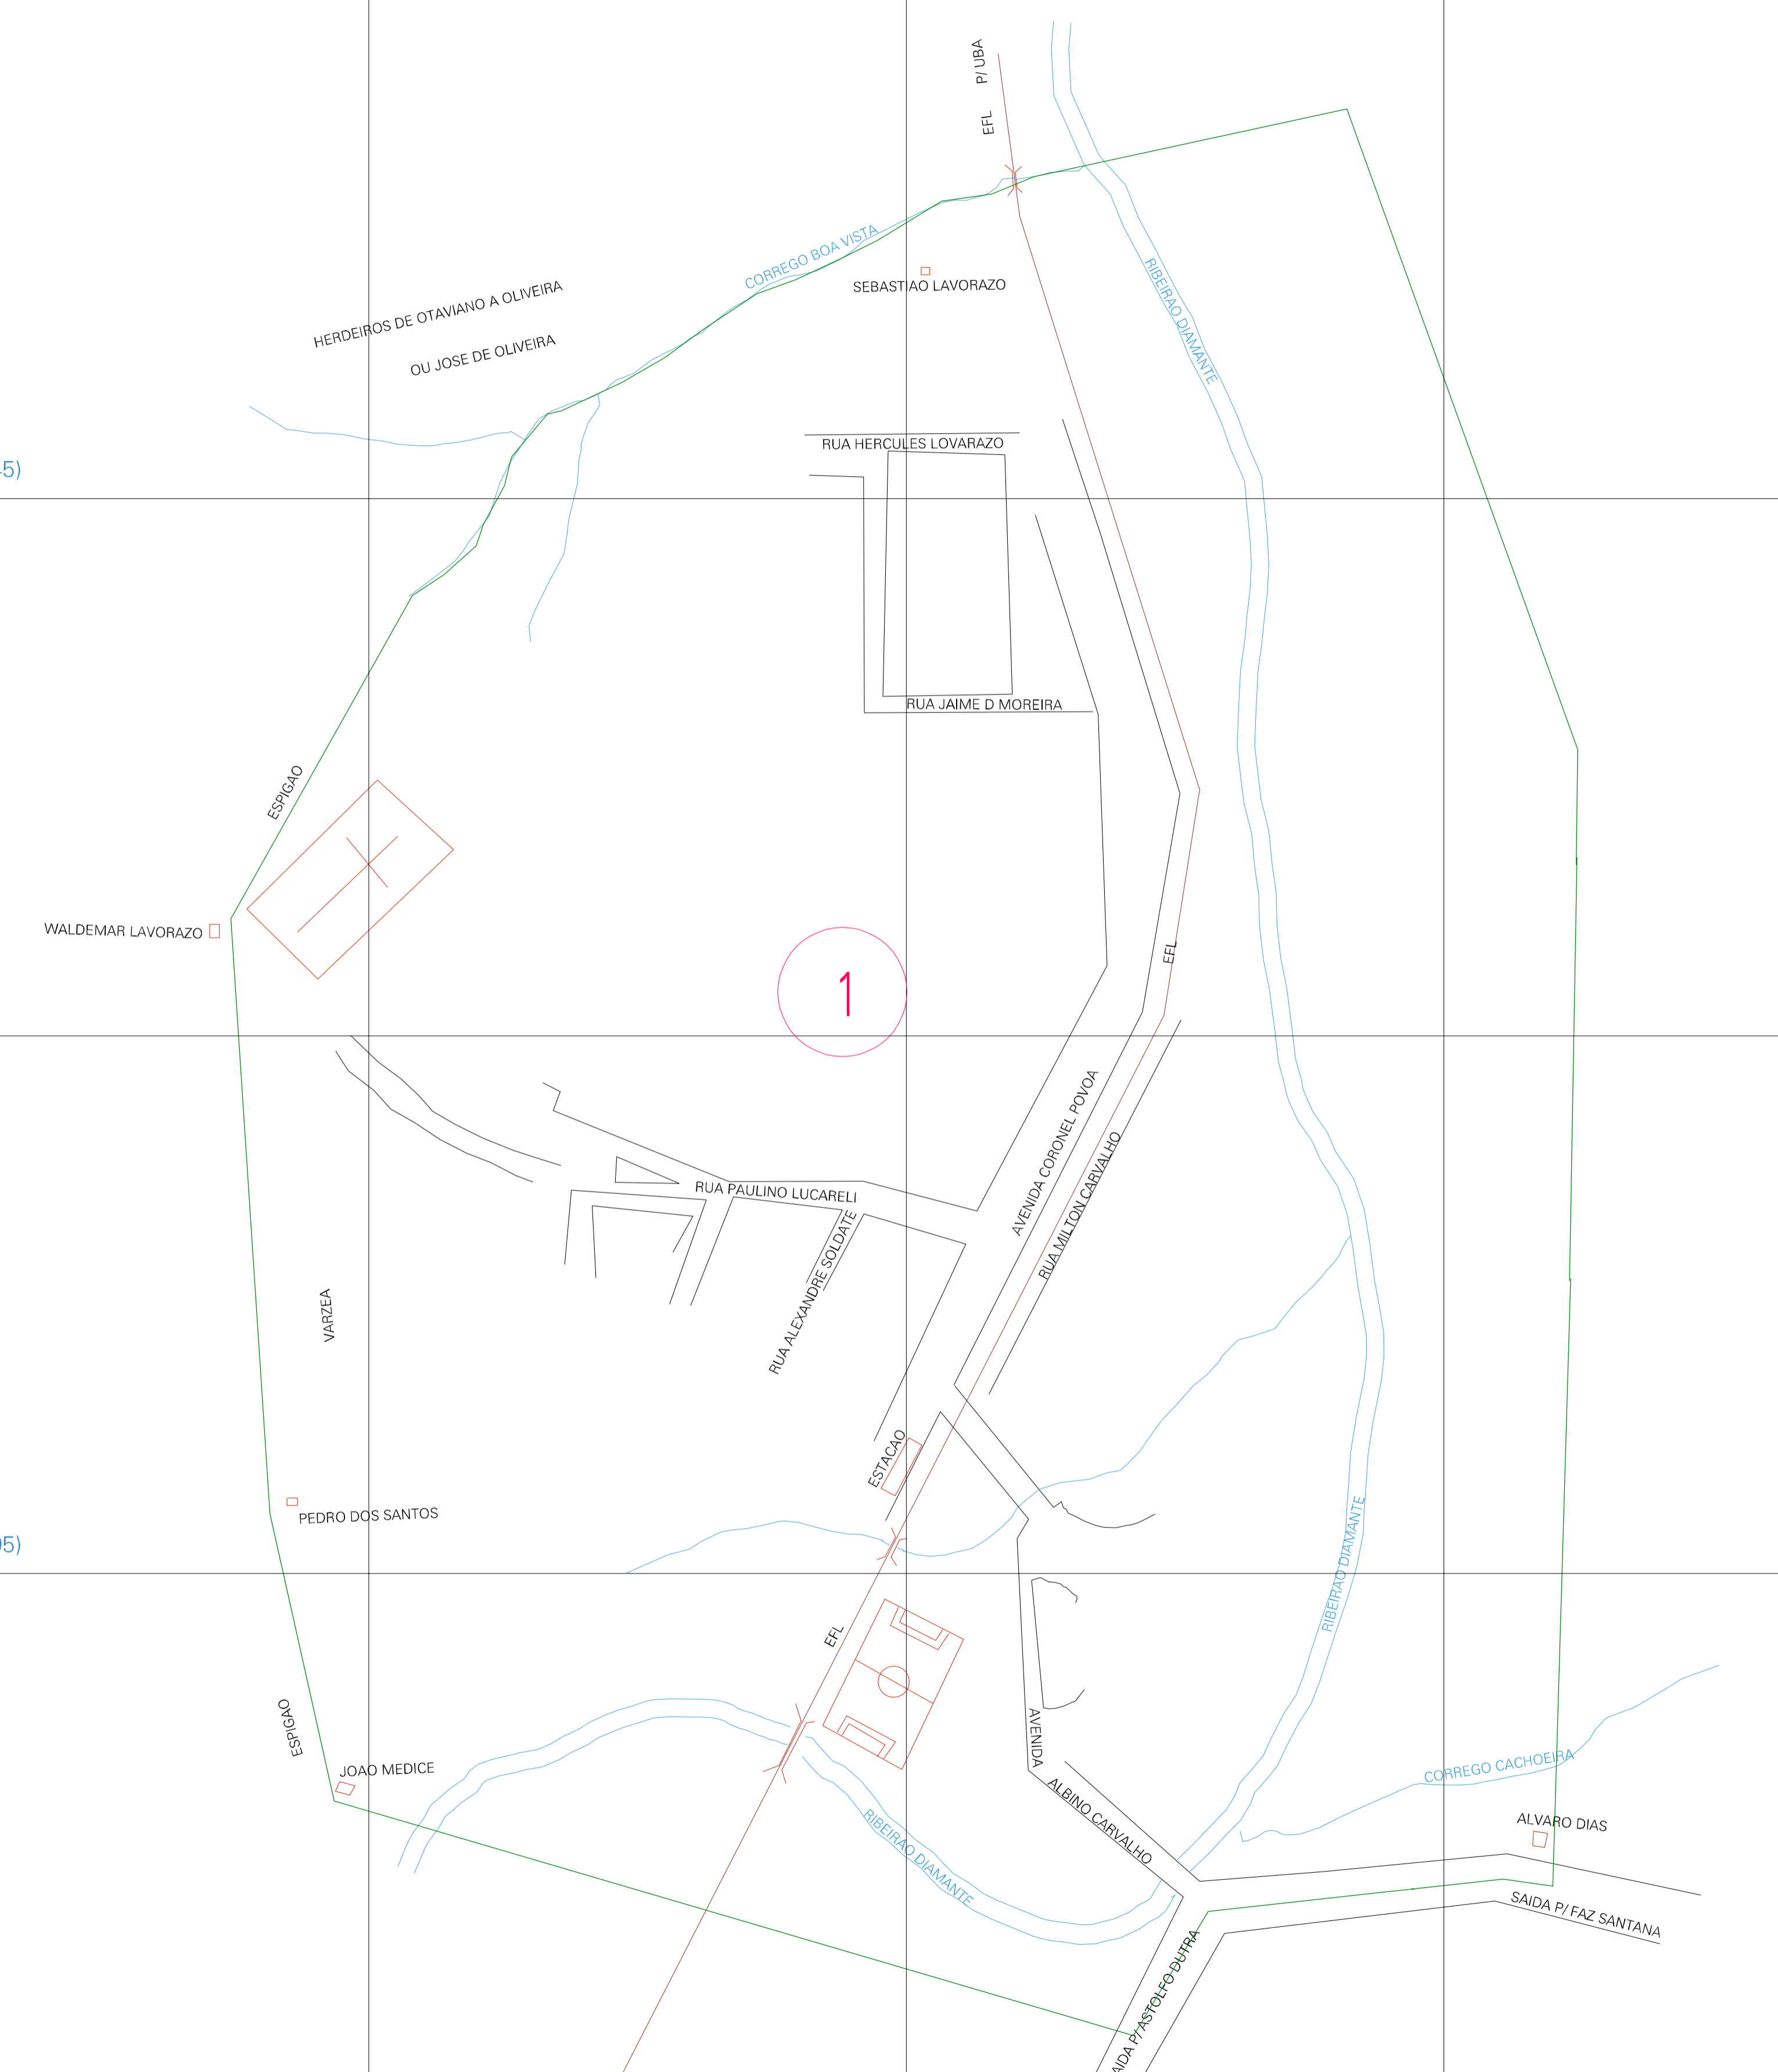 P/ UBA
EFL
CORREGO BOA VISTA
RIBEIRAO DIAMANTE
SEBASTIAO LAVORAZO
HERDEIROS DE OTAVIANO A OLIVEIRA
OU JOSE DE OLIVEIRA
RUA HERCULES LOVARAZO
5)
RUA JAIME D MOREIRA
ESPIGAO
WALDEMAR LAVORAZO
EFL
1
AVENIDA CORONEL POVOA
RUA MILTON CARVALHO
RUA PAULINO LUCARELI
RUA ALEXANDRE SOLDATE
VARZEA
ESTACAO
PEDRO DOS SANTOS
5)
RIBEIRAO DIAMANTE
EFL
ESPIGAO
AVENIDA
ALBINO CARVALHO
JOAO MEDICE
CORREGO CACHOEIRA
RIBEIRAO DIAMANTE
ALVARO DIAS
SAIDA P/ FAZ SANTANA
AIDA P/ ASTOLFO DUTRA